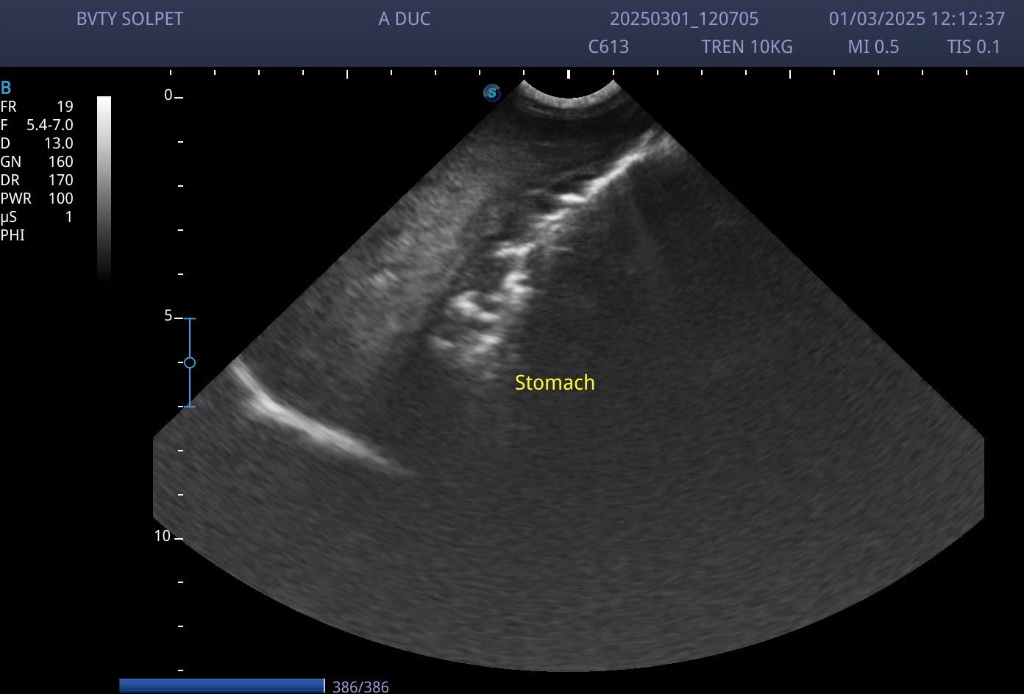 BVTY SOLPET A DUC 20250301_120705 01/03/2025 12:12:37
C613 TREN 10KG MI 0.5 TIS 0.1
B
FR 19
F 5.4-7.0
D 13.0
GN 160
DR 170
PWR 100
µS 1
PHI
S
0
5
10
Stomach
386/386